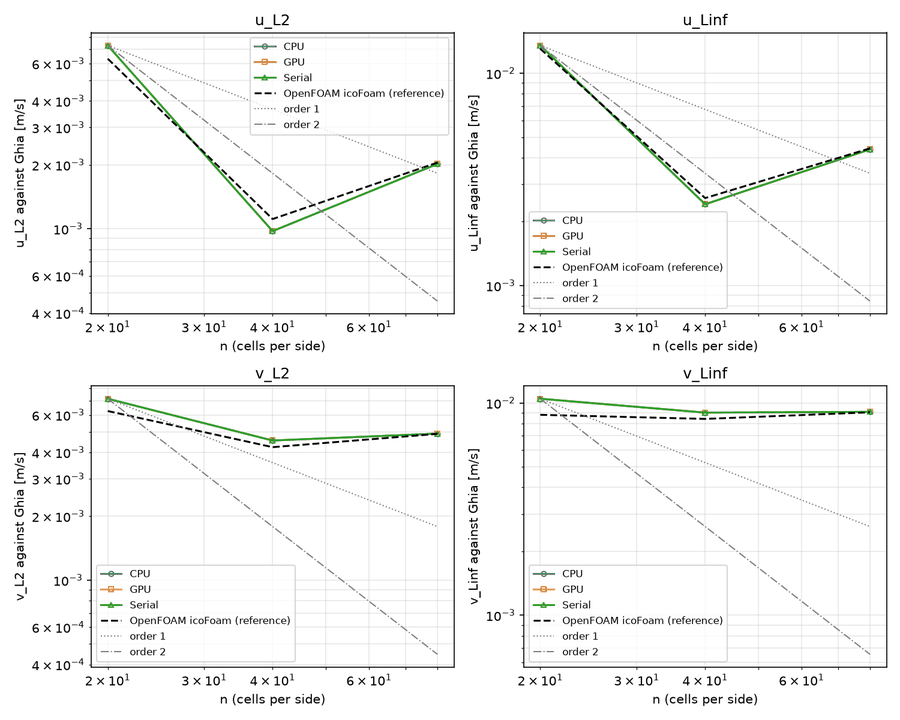 u_L2
u_L2 against Ghia [m/s]
6 × 10⁻³
4 × 10⁻³
3 × 10⁻³
2 × 10⁻³
10⁻³
6 × 10⁻⁴
4 × 10⁻⁴
CPU
GPU
Serial
OpenFOAM icoFoam (reference)
order 1
order 2
2 × 10¹ 3 × 10¹ 4 × 10¹ 6 × 10¹
n (cells per side)
u_Linf
u_Linf against Ghia [m/s]
10⁻²
10⁻³
CPU
GPU
Serial
OpenFOAM icoFoam (reference)
order 1
order 2
2 × 10¹ 3 × 10¹ 4 × 10¹ 6 × 10¹
n (cells per side)
v_L2
v_L2 against Ghia [m/s]
6 × 10⁻³
4 × 10⁻³
3 × 10⁻³
2 × 10⁻³
10⁻³
6 × 10⁻⁴
4 × 10⁻⁴
CPU
GPU
Serial
OpenFOAM icoFoam (reference)
order 1
order 2
2 × 10¹ 3 × 10¹ 4 × 10¹ 6 × 10¹
n (cells per side)
v_Linf
v_Linf against Ghia [m/s]
10⁻²
10⁻³
CPU
GPU
Serial
OpenFOAM icoFoam (reference)
order 1
order 2
2 × 10¹ 3 × 10¹ 4 × 10¹ 6 × 10¹
n (cells per side)